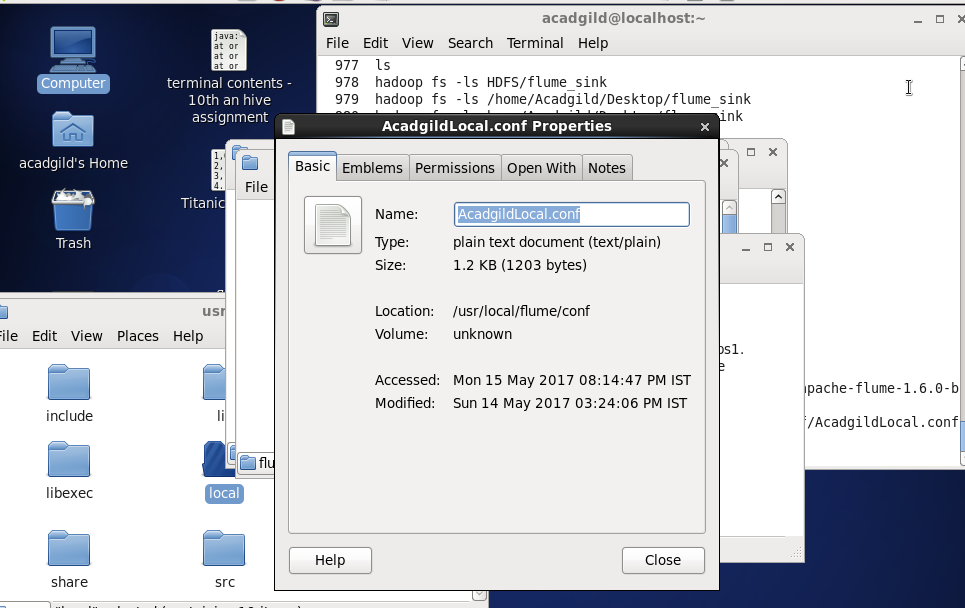 Computer
acadgild's Home
Trash
java:
at or
at or
at or
terminal contents -
10th an hive
assignment
Titanic
acadgild@localhost:~
File Edit View Search Terminal Help
977 ls
978 hadoop fs -ls HDFS/flume_sink
979 hadoop fs -ls /home/Acadgild/Desktop/flume_sink
File
AcadgildLocal.conf Properties
Basic Emblems Permissions Open With Notes
Name: AcadgildLocal.conf
Type: plain text document (text/plain)
Size: 1.2 KB (1203 bytes)
Location: /usr/local/flume/conf
Volume: unknown
Accessed: Mon 15 May 2017 08:14:47 PM IST
Modified: Sun 14 May 2017 03:24:06 PM IST
Help Close
ps1.
pache-flume-1.6.0-b
/AcadgildLocal.conf
flu
usr
File Edit View Places Help
include li
libexec local
share src